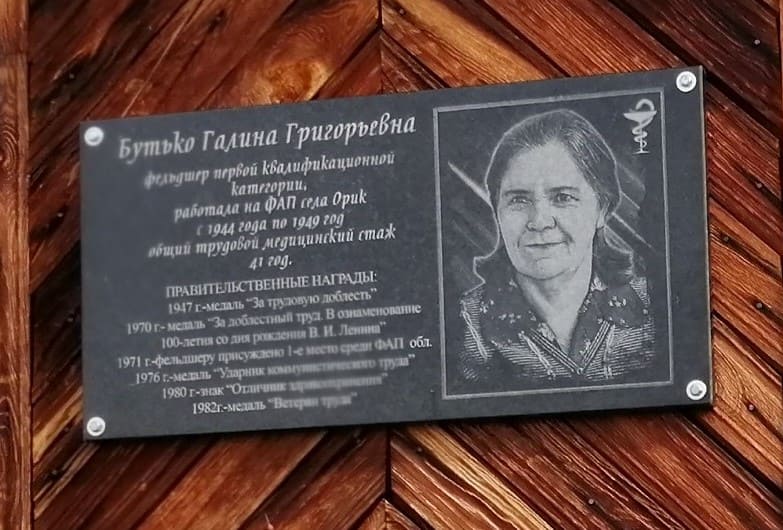 Бутько Галина Григорьевна
фельдшер первой квалификационной
категории,
работала на ФАП села Орик
с 1944 года по 1949 год
общий трудовой медицинский стаж
41 год.
ПРАВИТЕЛЬСТВЕННЫЕ НАГРАДЫ:
1947 г.-медаль "За трудовую доблесть"
1970 г.- медаль "За доблестный труд. В ознаменование
100-летия со дня рождения В. И. Ленина"
1971 г.-фельдшеру присуждено 1-е место среди ФАП обл.
1976 г.-медаль "Ударник коммунистического труда"
1980 г.-знак "Отличник здравоохранения"
1982г.-медаль "Ветеран труда"